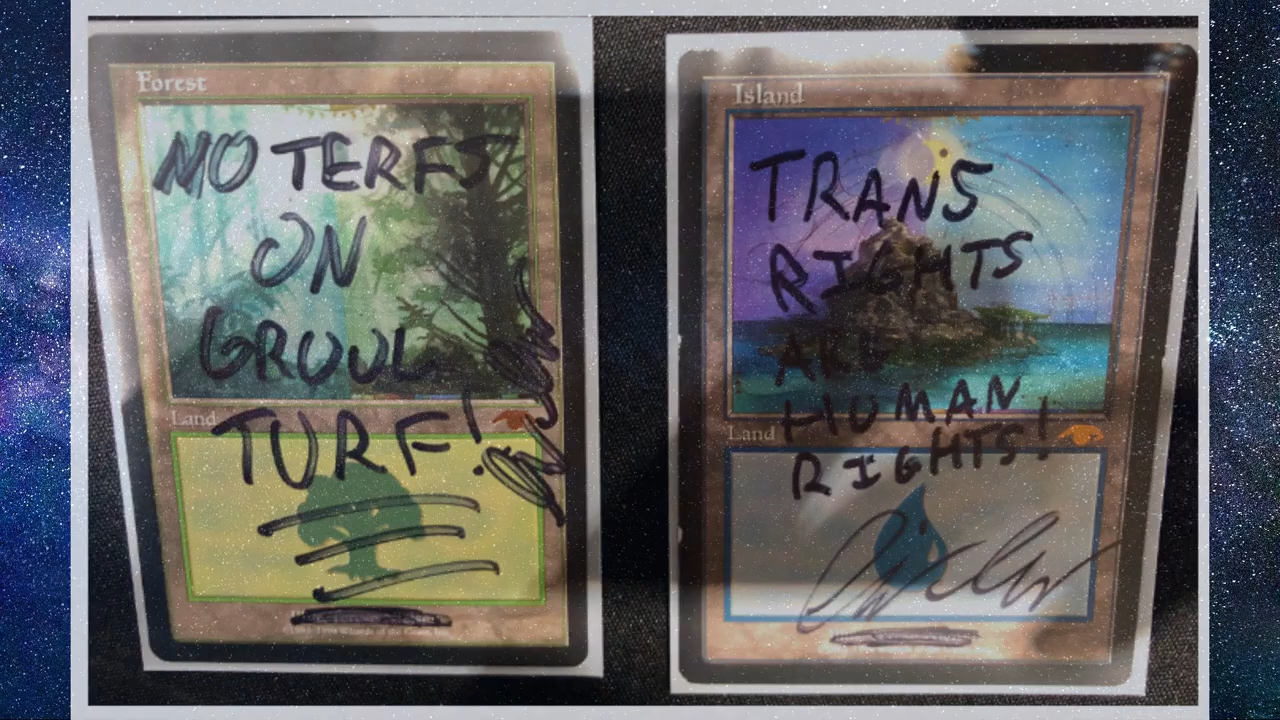 Forest
NO TERFS
ON
GRUUL
TURF!
Land
Island
TRANS
RIGHTS
ARE
HUMAN
RIGHTS!
Land